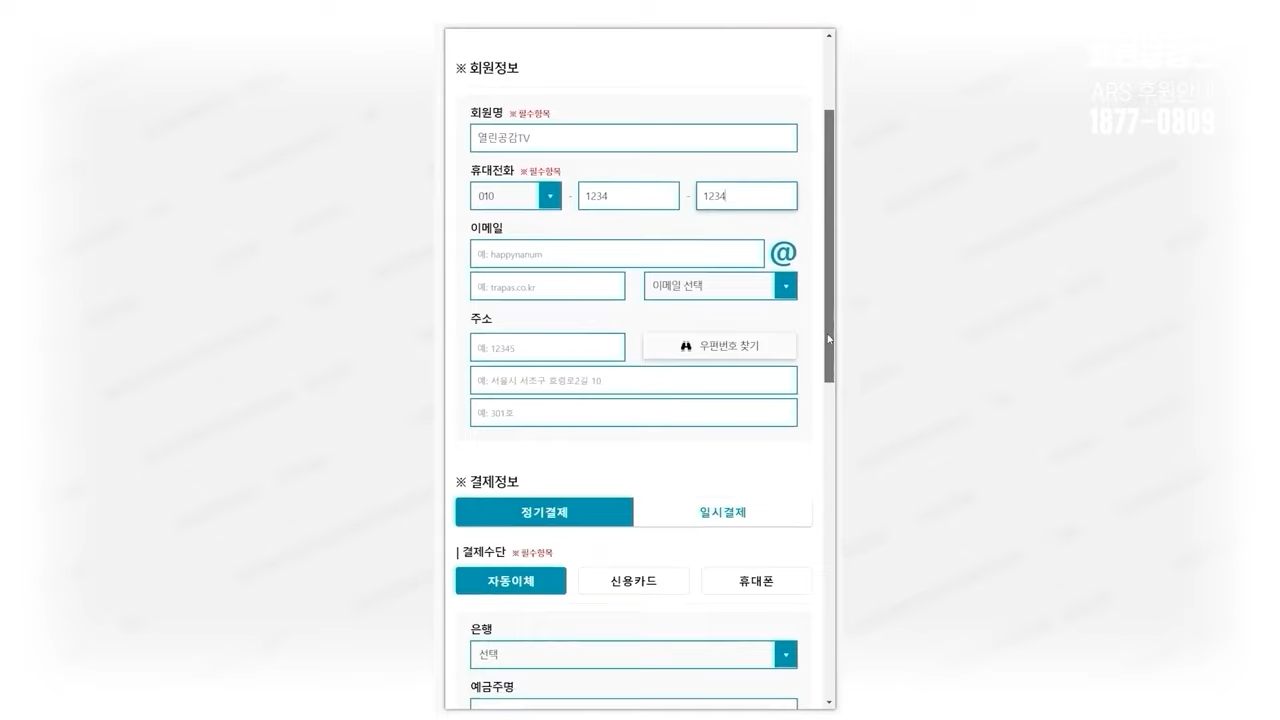 ※ 회원정보
회원명 ※ 필수항목
열린공감TV
휴대전화 ※ 필수항목
010 - 1234 - 1234
이메일
예: happynanum @
예: trapas.co.kr 이메일 선택
주소
예: 12345 우편번호 찾기
예: 서울시 서초구 효령로2길 10
예: 301호
※ 결제정보
정기결제 일시결제
| 결제수단 ※ 필수항목
자동이체 신용카드 휴대폰
은행
선택
예금주명
ARS 후원안내
1877-0809